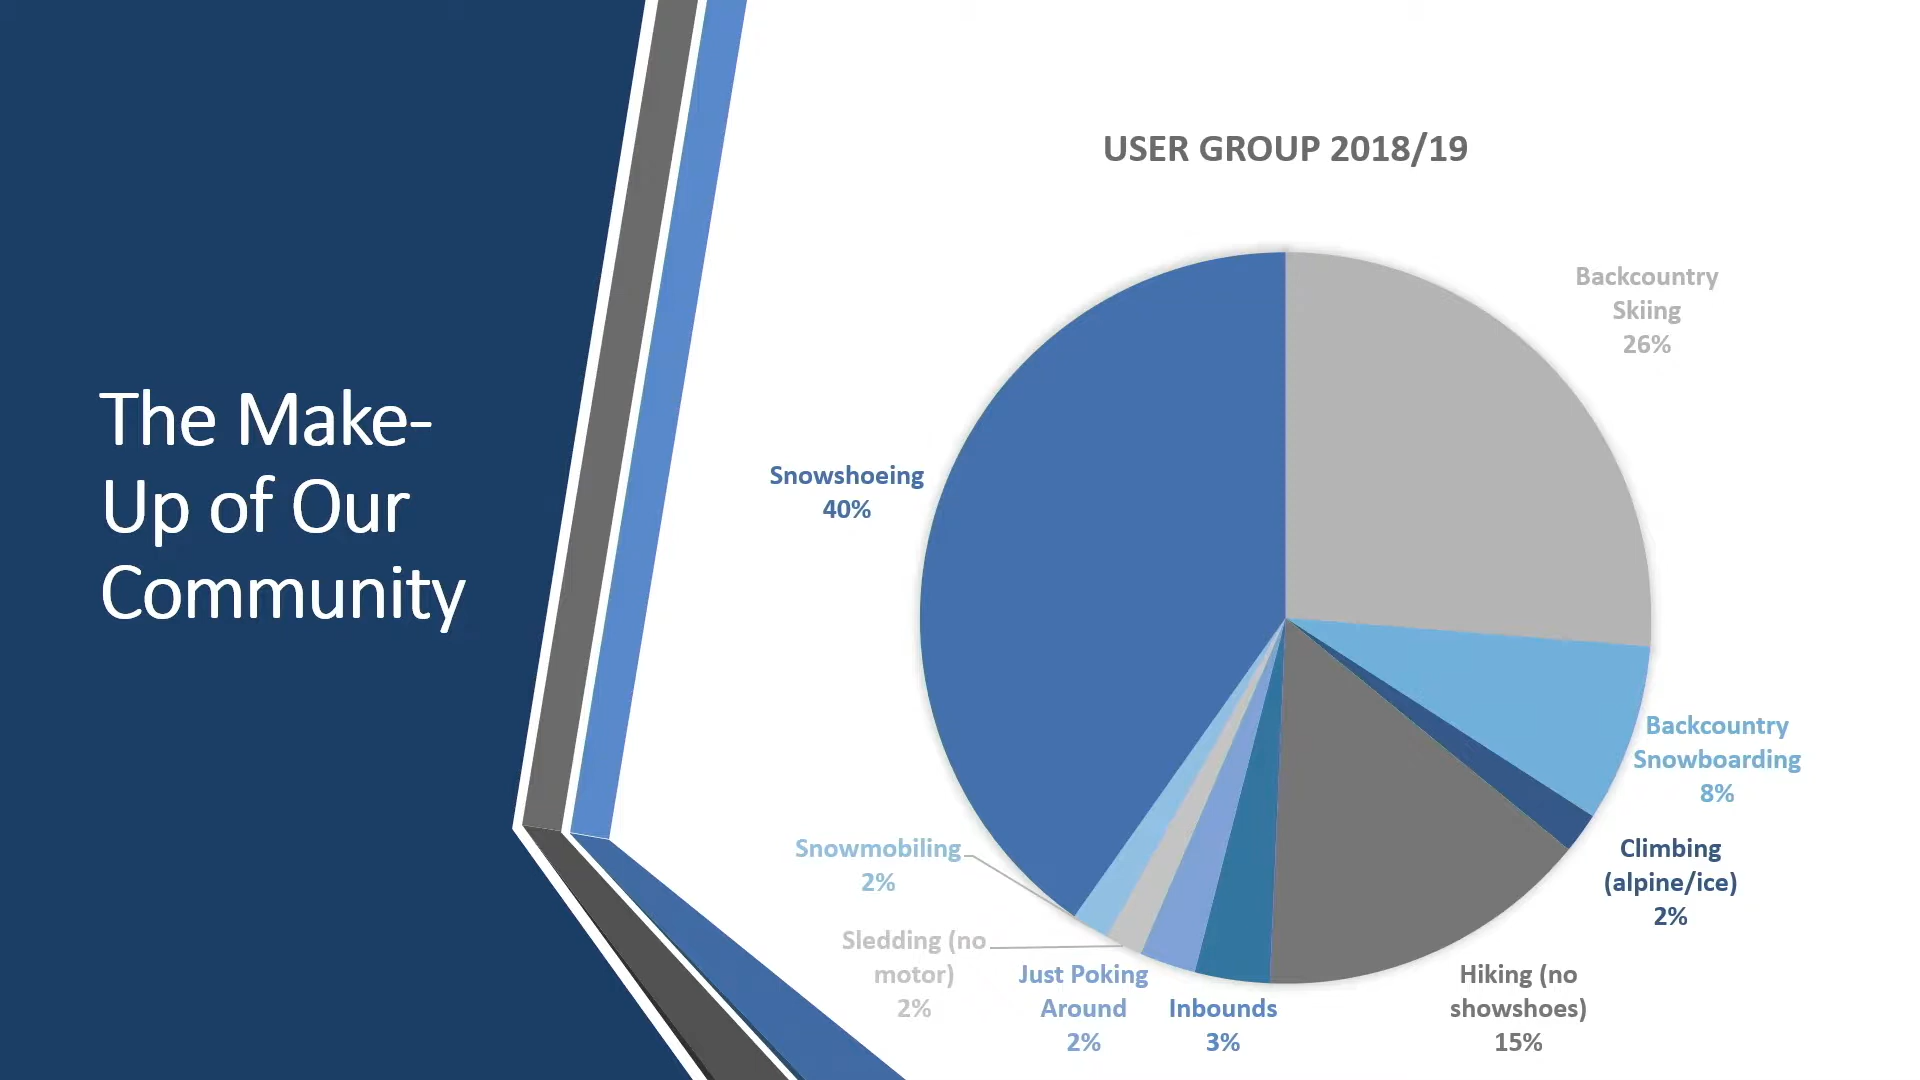 The Make-
Up of Our
Community
USER GROUP 2018/19
Backcountry
Skiing
26%
Backcountry
Snowboarding
8%
Climbing
(alpine/ice)
2%
Hiking (no
showshoes)
15%
Inbounds
3%
Just Poking
Around
2%
Sledding (no
motor)
2%
Snowmobiling
2%
Snowshoeing
40%